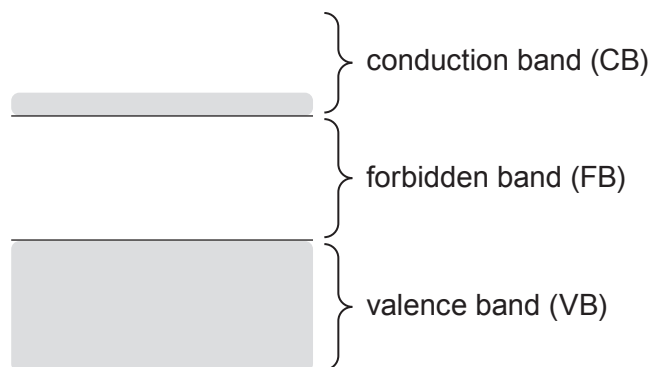 conduction band (CB)
forbidden band (FB)
valence band (VB)